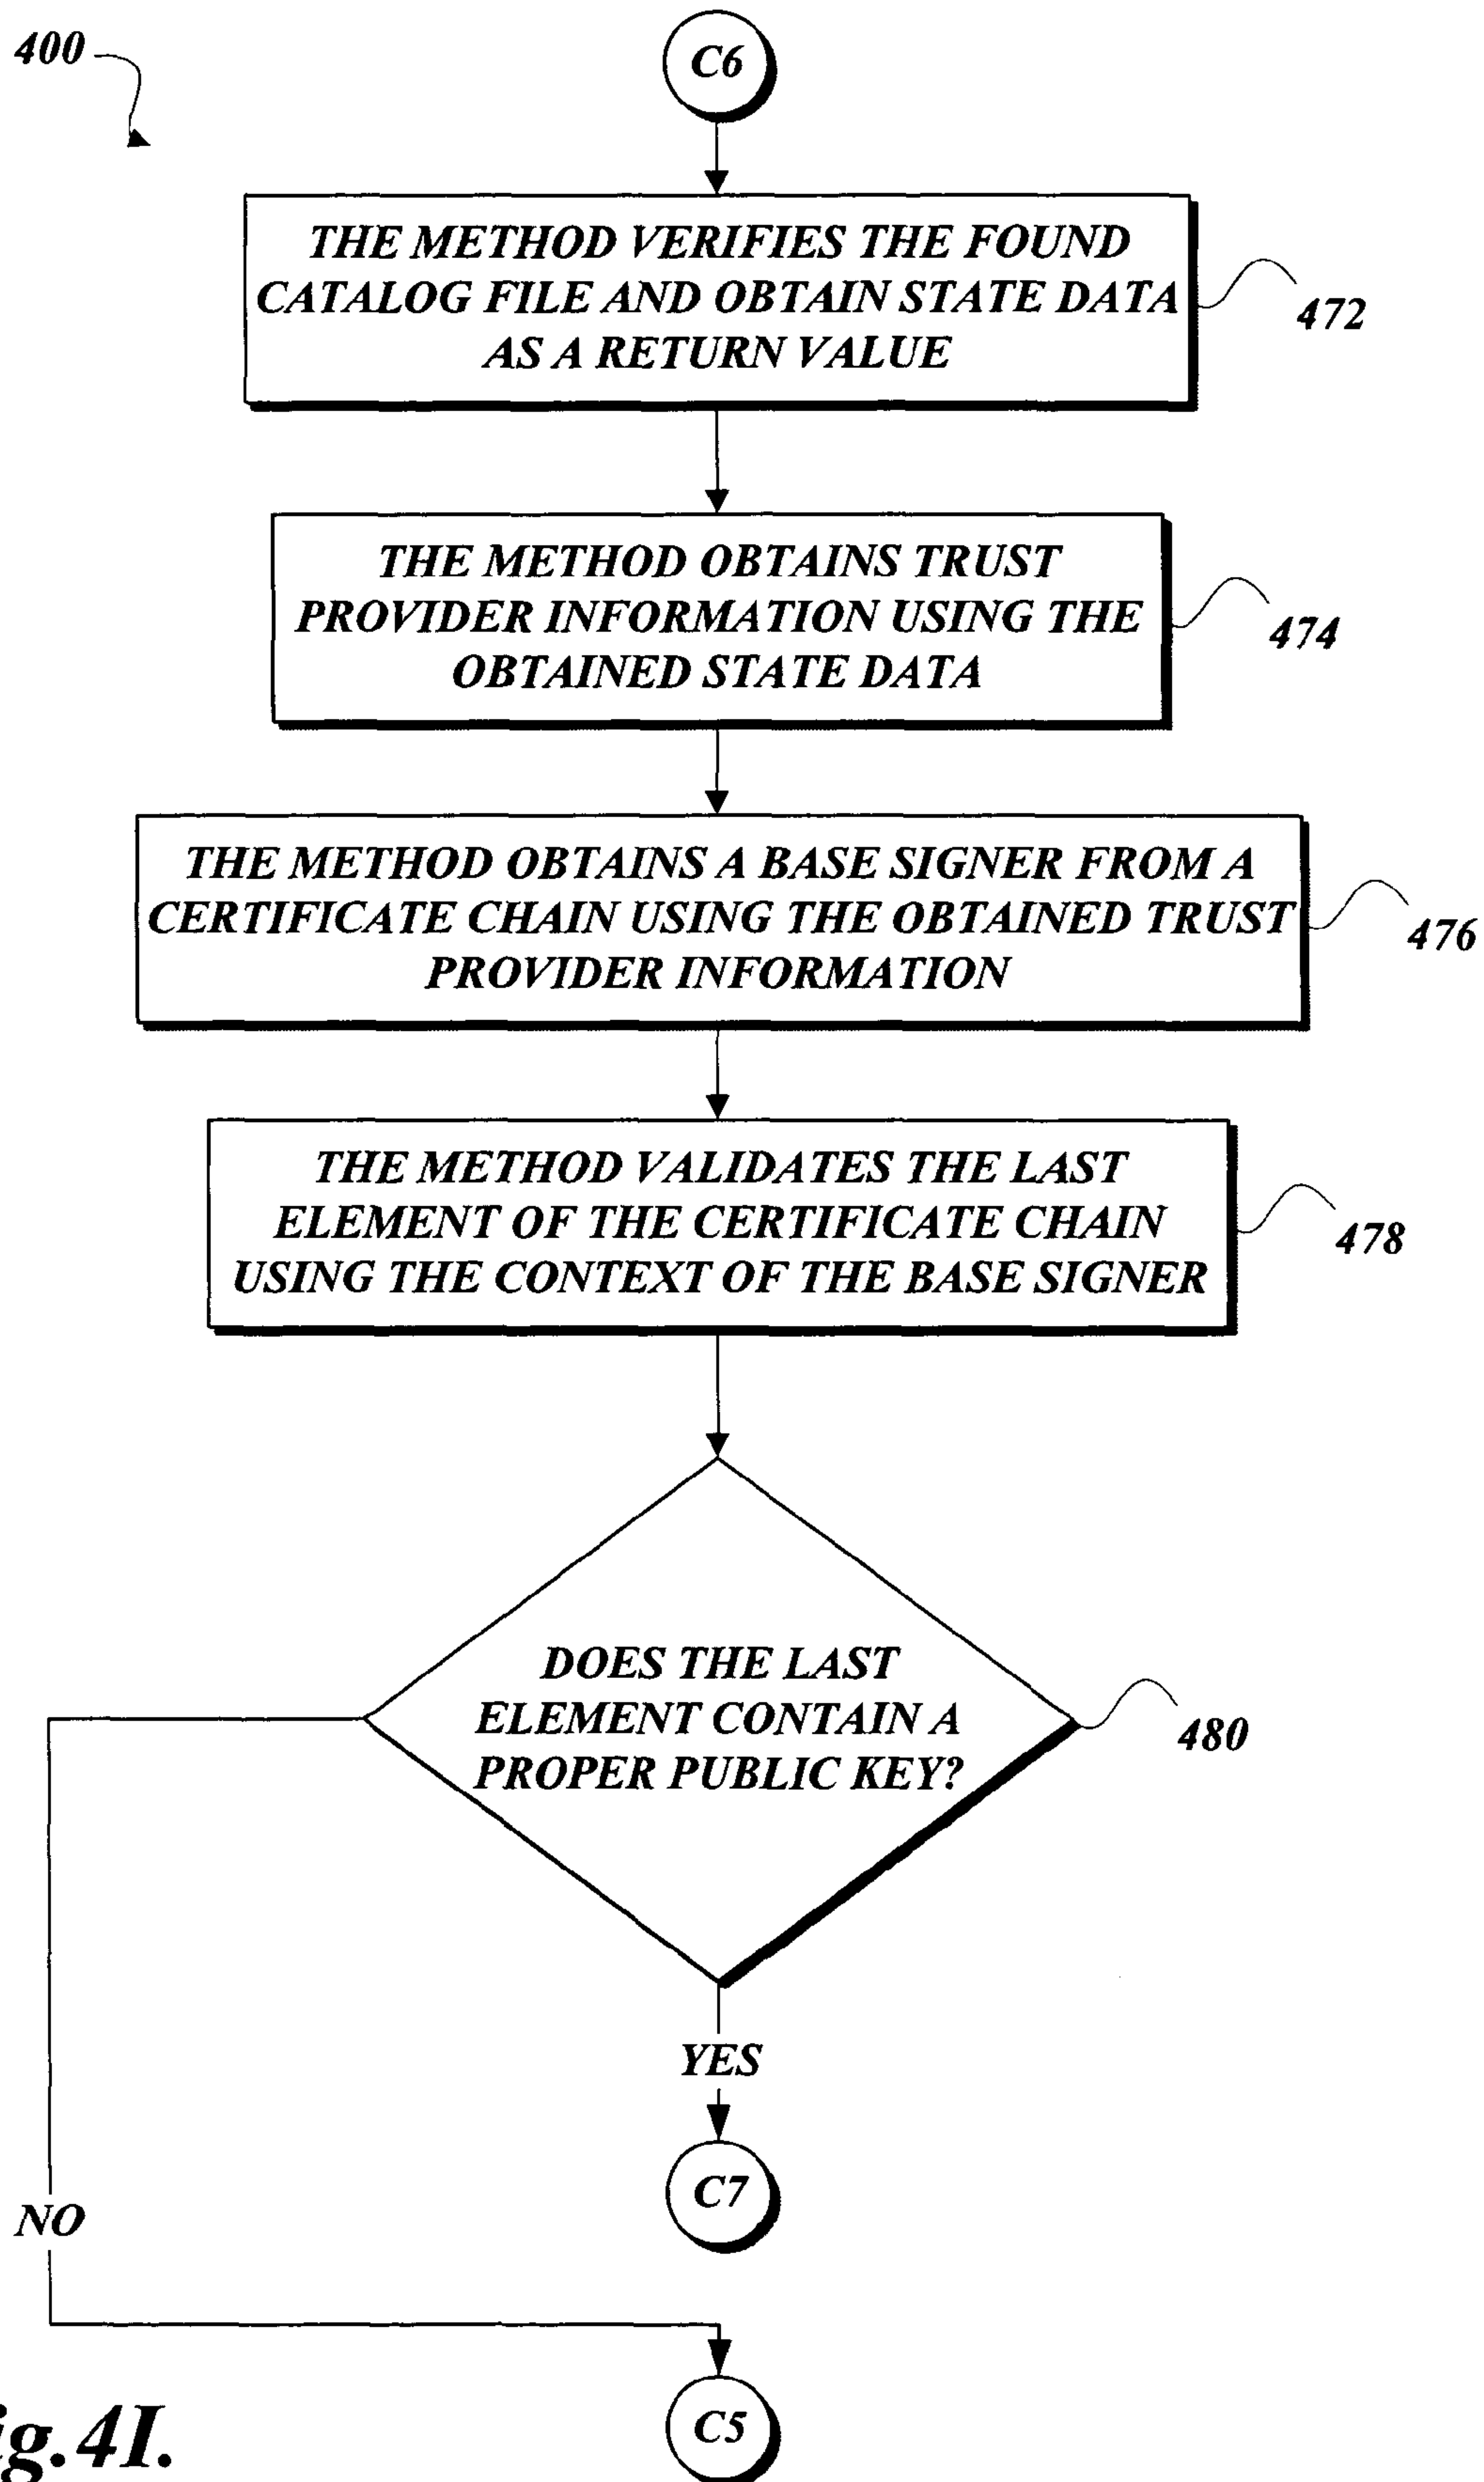 400
C6
THE METHOD VERIFIES THE FOUND
CATALOG FILE AND OBTAIN STATE DATA
AS A RETURN VALUE
472
THE METHOD OBTAINS TRUST
PROVIDER INFORMATION USING THE
OBTAINED STATE DATA
474
THE METHOD OBTAINS A BASE SIGNER FROM A
CERTIFICATE CHAIN USING THE OBTAINED TRUST
PROVIDER INFORMATION
476
THE METHOD VALIDATES THE LAST
ELEMENT OF THE CERTIFICATE CHAIN
USING THE CONTEXT OF THE BASE SIGNER
478
DOES THE LAST
ELEMENT CONTAIN A
PROPER PUBLIC KEY?
480
YES
C7
NO
C5
ig.4I.